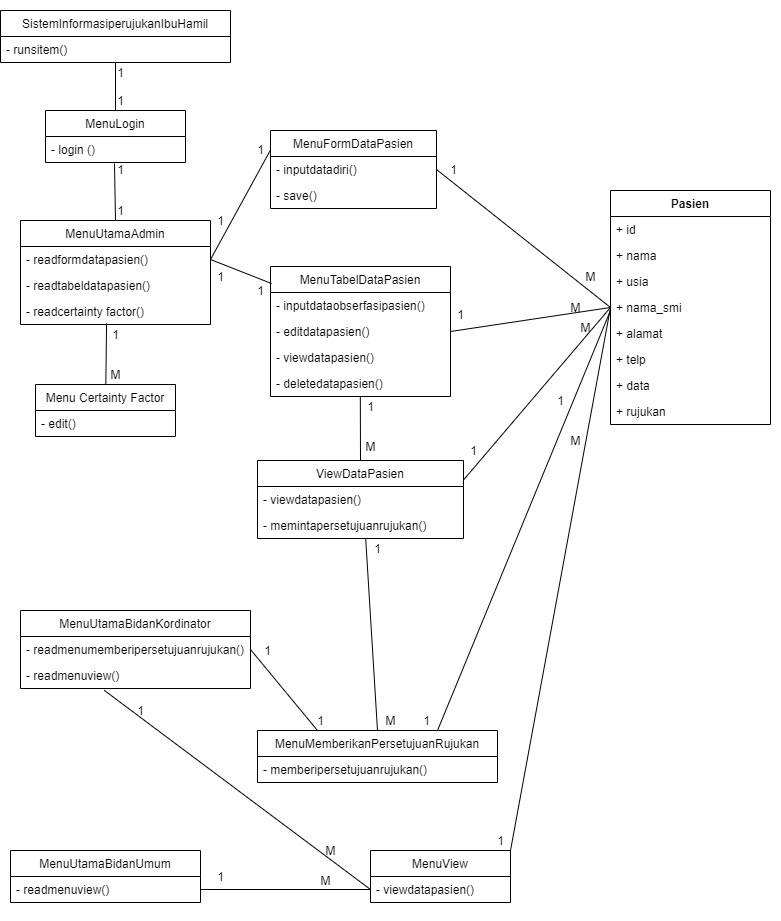 SistemInformasiperujukanIbuHamil
- runsitem()
1
1
MenuLogin
- login ()
1
1
MenuUtamaAdmin
- readformdatapasien()
- readtabeldatapasien()
- readcertainty factor()
1
M
Menu Certainty Factor
- edit()
1
1
1
1
MenuFormDataPasien
- inputdatadiri()
- save()
1
M
MenuTabelDataPasien
- inputdataobserfasipasien()
- editdatapasien()
- viewdatapasien()
- deletedatapasien()
1
M
1
M
Pasien
+ id
+ nama
+ usia
+ nama_smi
+ alamat
+ telp
+ data
+ rujukan
ViewDataPasien
- viewdatapasien()
- memintapersetujuanrujukan()
1
M
1
M
1
1
M
1
MenuUtamaBidanKordinator
- readmenumemberipersetujuanrujukan()
- readmenuview()
1
1
1
M
MenuMemberikanPersetujuanRujukan
- memberipersetujuanrujukan()
MenuUtamaBidanUmum
- readmenuview()
1
M
MenuView
- viewdatapasien()